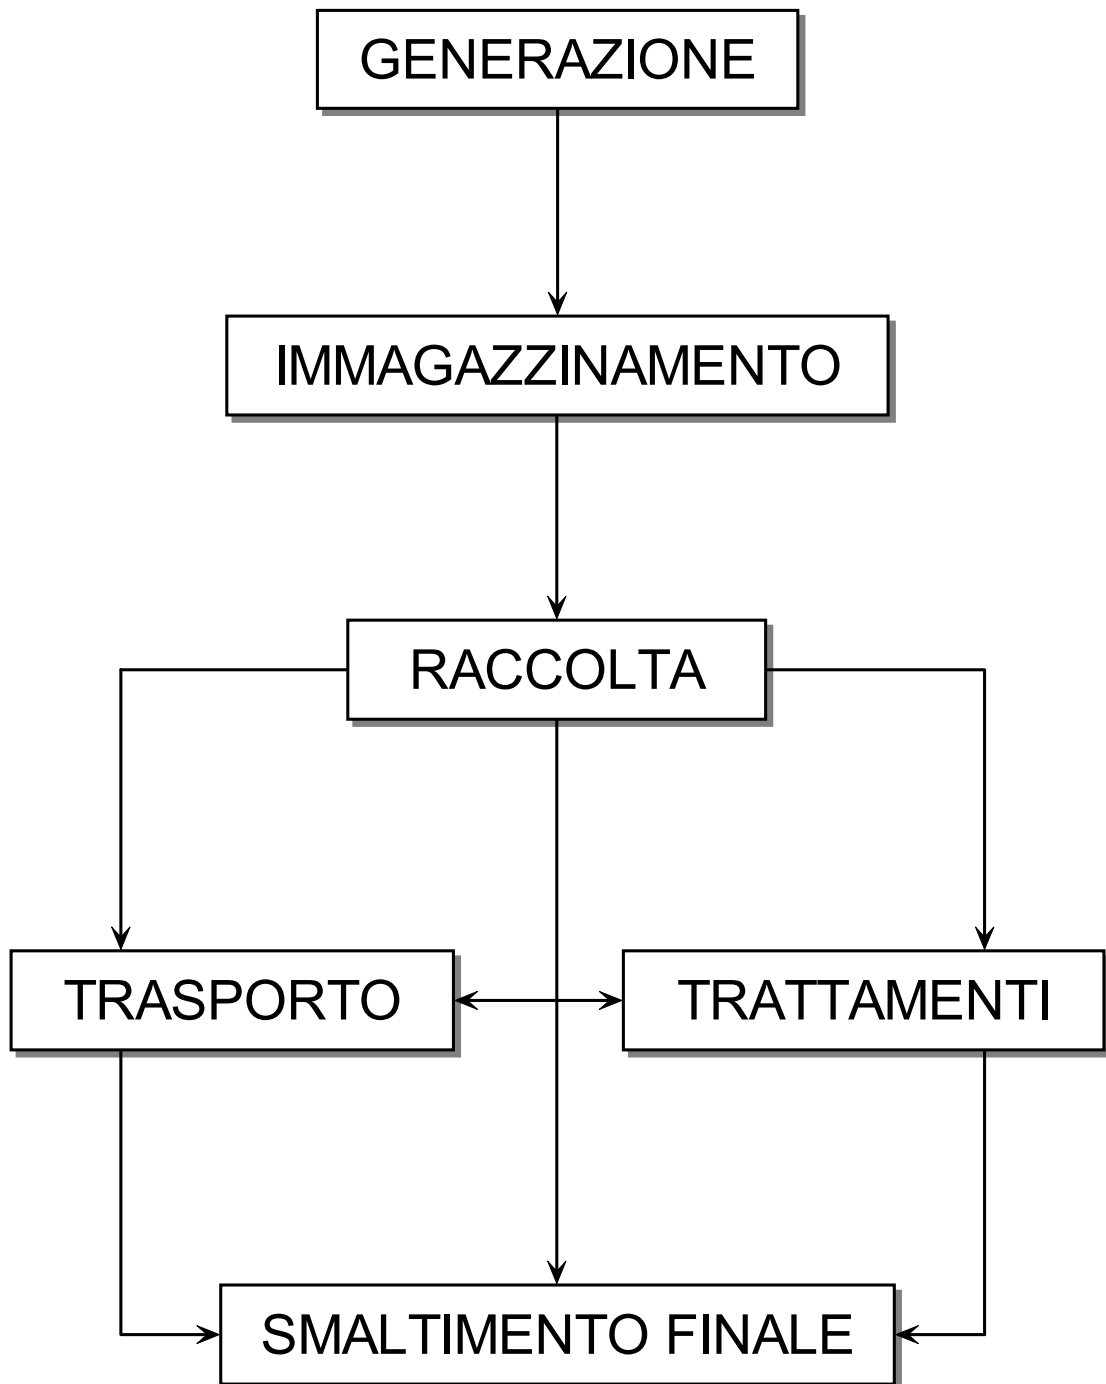 GENERAZIONE
IMMAGAZZINAMENTO
RACCOLTA
TRASPORTO
TRATTAMENTI
SMALTIMENTO FINALE